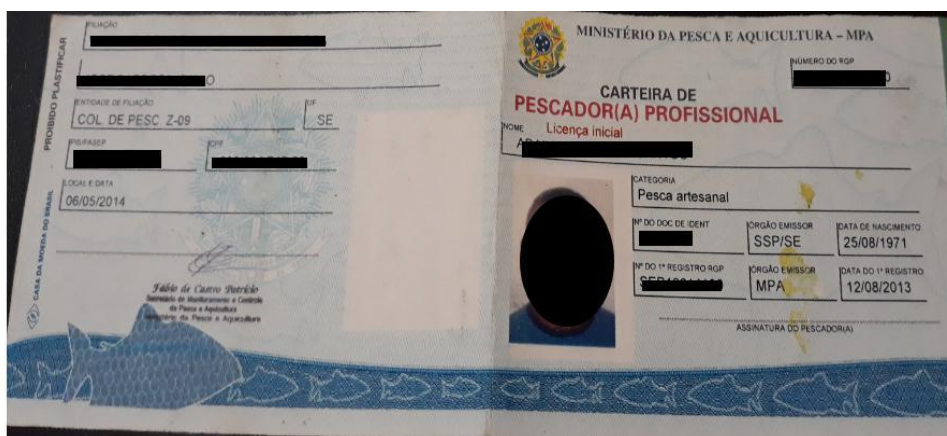 PROIBIDO PLASTIFICAR
CASA DA MOEDA DO BRASIL
FILIAÇÃO
O
ENTIDADE DE FILIAÇÃO
COL. DE PESC. Z-09
UF
SE
PIS/PASEP
CPF
LOCAL E DATA
06/05/2014
Fábio de Castro Patrício
Secretário de Monitoramento e Controle
da Pesca e Aquicultura
Ministério da Pesca e Aquicultura
MINISTÉRIO DA PESCA E AQUICULTURA – MPA
NÚMERO DO RGP
CARTEIRA DE
PESCADOR(A) PROFISSIONAL
NOME
Licença inicial
CATEGORIA
Pesca artesanal
Nº DO DOC DE IDENT
ÓRGÃO EMISSOR
SSP/SE
DATA DE NASCIMENTO
25/08/1971
Nº DO 1º REGISTRO RGP
ÓRGÃO EMISSOR
MPA
DATA DO 1º REGISTRO
12/08/2013
ASSINATURA DO PESCADOR(A)